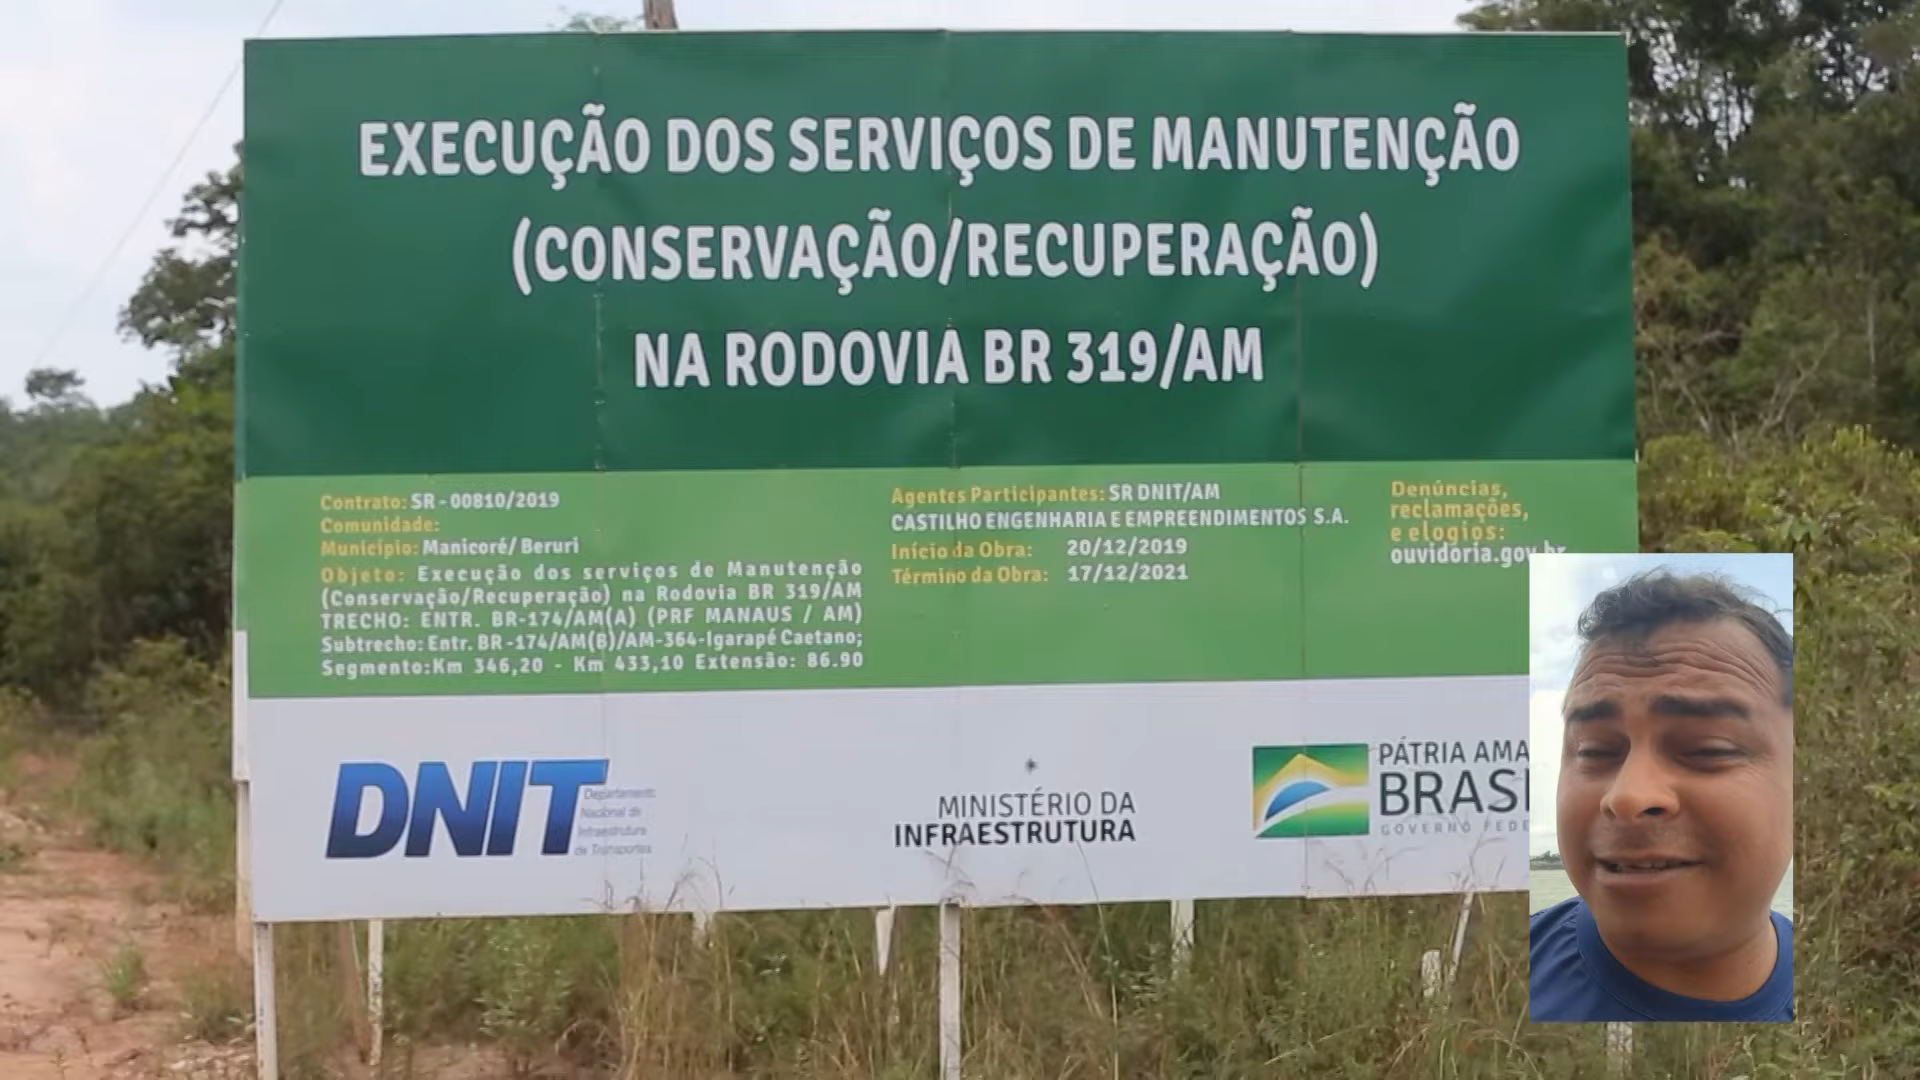 EXECUÇÃO DOS SERVIÇOS DE MANUTENÇÃO
(CONSERVAÇÃO/RECUPERAÇÃO)
NA RODOVIA BR 319/AM
Contrato: SR - 00810/2019
Comunidade:
Município: Manicoré/ Beruri
Objeto: Execução dos serviços de Manutenção
(Conservação/Recuperação) na Rodovia BR 319/AM
TRECHO: ENTR. BR-174/AM(A) (PRF MANAUS / AM)
Subtrecho: Entr. BR-174/AM(B)/AM-364-Igarapé Caetano;
Segmento:Km 346,20 - Km 433,10 Extensão: 86.90
Agentes Participantes: SR DNIT/AM
CASTILHO ENGENHARIA E EMPREENDIMENTOS S.A.
Início da Obra: 20/12/2019
Término da Obra: 17/12/2021
Denúncias,
reclamações,
e elogios:
ouvidoria.gov.br
DNIT
Departamento
Nacional de
Infraestrutura
de Transportes
MINISTÉRIO DA
INFRAESTRUTURA
PÁTRIA AMA
BRASI
GOVERNO FEDE